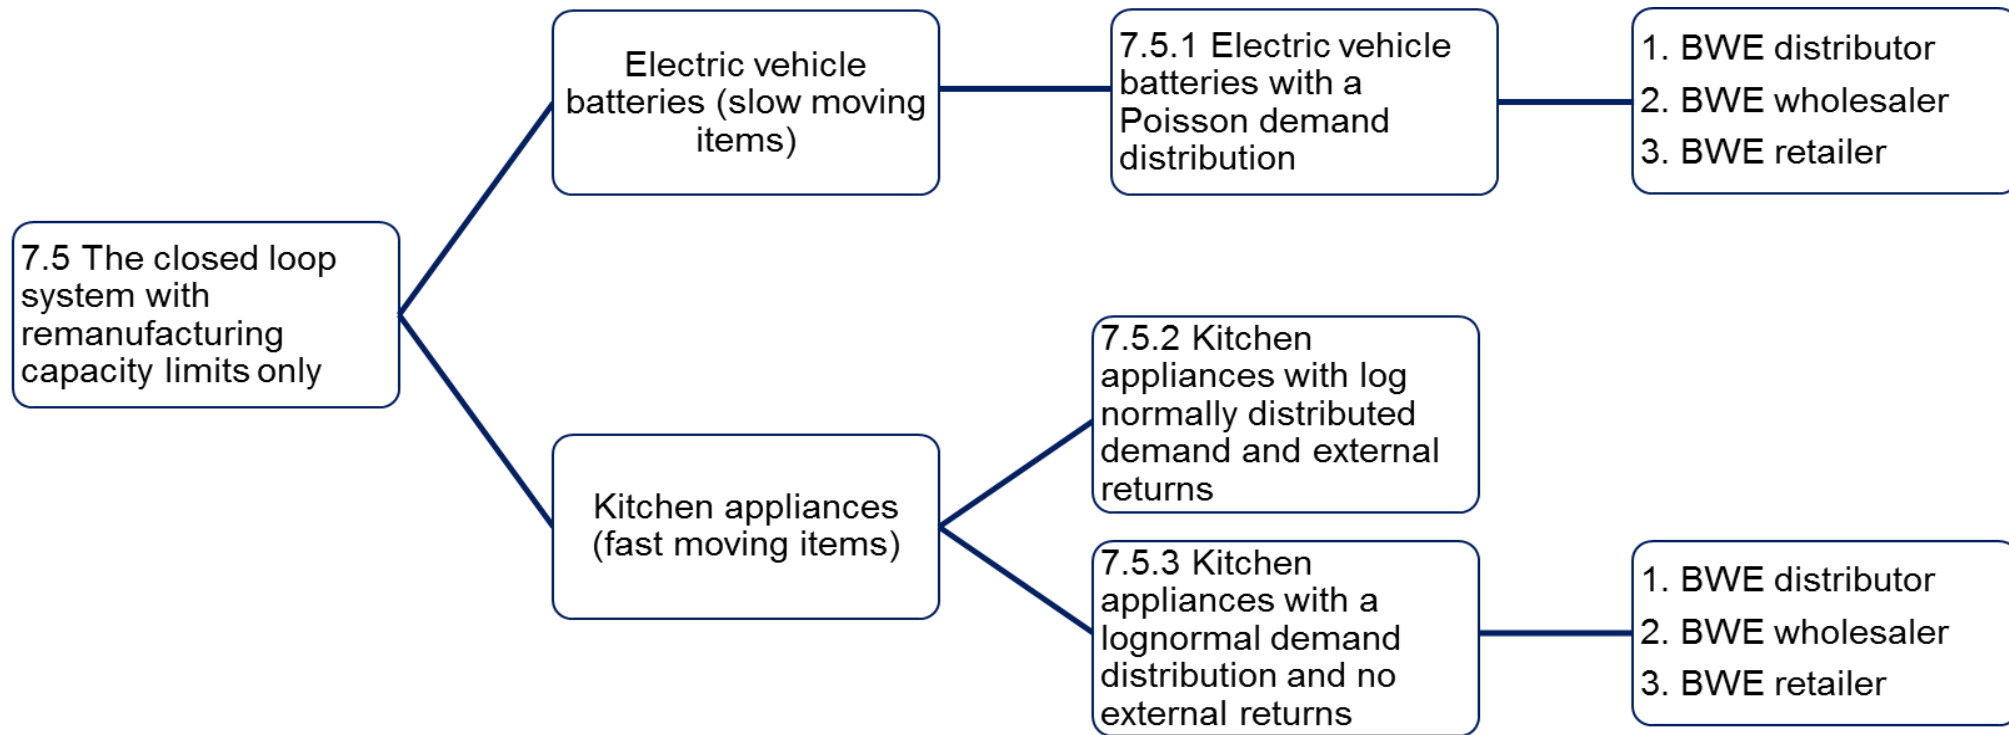 7.5 The closed loop
system with
remanufacturing
capacity limits only
Electric vehicle
batteries (slow moving
items)
7.5.1 Electric vehicle
batteries with a
Poisson demand
distribution
1. BWE distributor
2. BWE wholesaler
3. BWE retailer
Kitchen appliances
(fast moving items)
7.5.2 Kitchen
appliances with log
normally distributed
demand and external
returns
7.5.3 Kitchen
appliances with a
lognormal demand
distribution and no
external returns
1. BWE distributor
2. BWE wholesaler
3. BWE retailer